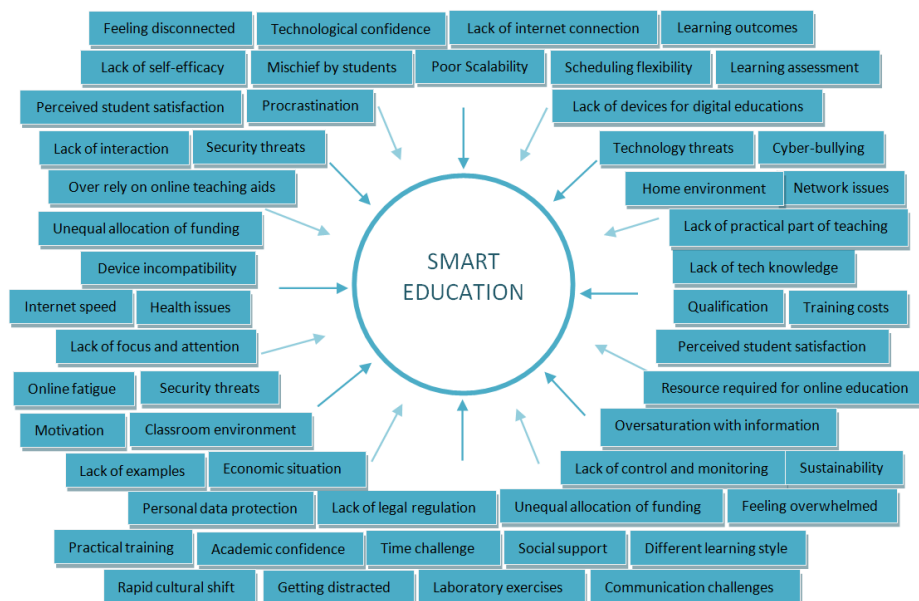 Feeling disconnected
Technological confidence
Lack of internet connection
Learning outcomes
Lack of self-efficacy
Mischief by students
Poor Scalability
Scheduling flexibility
Learning assessment
Perceived student satisfaction
Procrastination
Lack of devices for digital educations
Lack of interaction
Security threats
Technology threats
Cyber-bullying
Over rely on online teaching aids
Home environment
Network issues
Unequal allocation of funding
Lack of practical part of teaching
SMART
EDUCATION
Device incompatibility
Lack of tech knowledge
Internet speed
Health issues
Qualification
Training costs
Lack of focus and attention
Perceived student satisfaction
Online fatigue
Security threats
Resource required for online education
Motivation
Classroom environment
Oversaturation with information
Lack of examples
Economic situation
Lack of control and monitoring
Sustainability
Personal data protection
Lack of legal regulation
Unequal allocation of funding
Feeling overwhelmed
Practical training
Academic confidence
Time challenge
Social support
Different learning style
Rapid cultural shift
Getting distracted
Laboratory exercises
Communication challenges